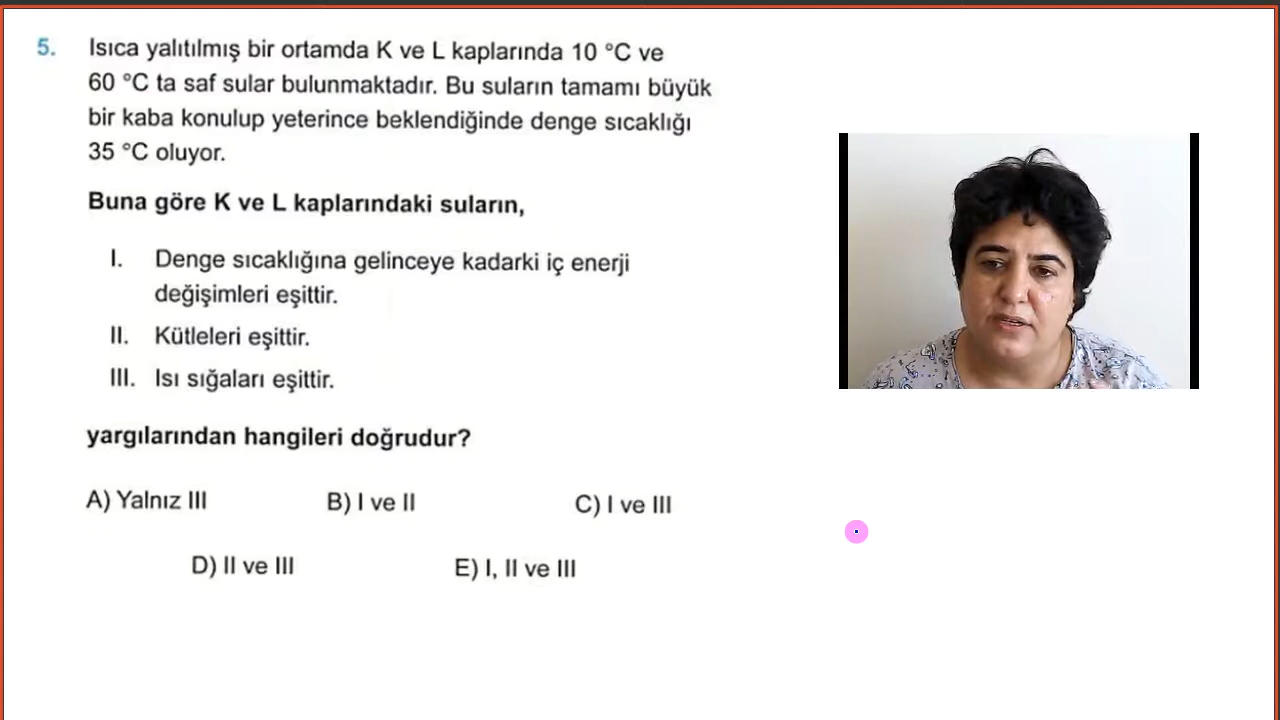 5. Isıca yalıtılmış bir ortamda K ve L kaplarında 10 °C ve
60 °C ta saf sular bulunmaktadır. Bu suların tamamı büyük
bir kaba konulup yeterince beklendiğinde denge sıcaklığı
35 °C oluyor.
Buna göre K ve L kaplarındaki suların,
I. Denge sıcaklığına gelinceye kadarki iç enerji
değişimleri eşittir.
II. Kütleleri eşittir.
III. Isı sığaları eşittir.
yargılarından hangileri doğrudur?
A) Yalnız III B) I ve II C) I ve III
D) II ve III E) I, II ve III